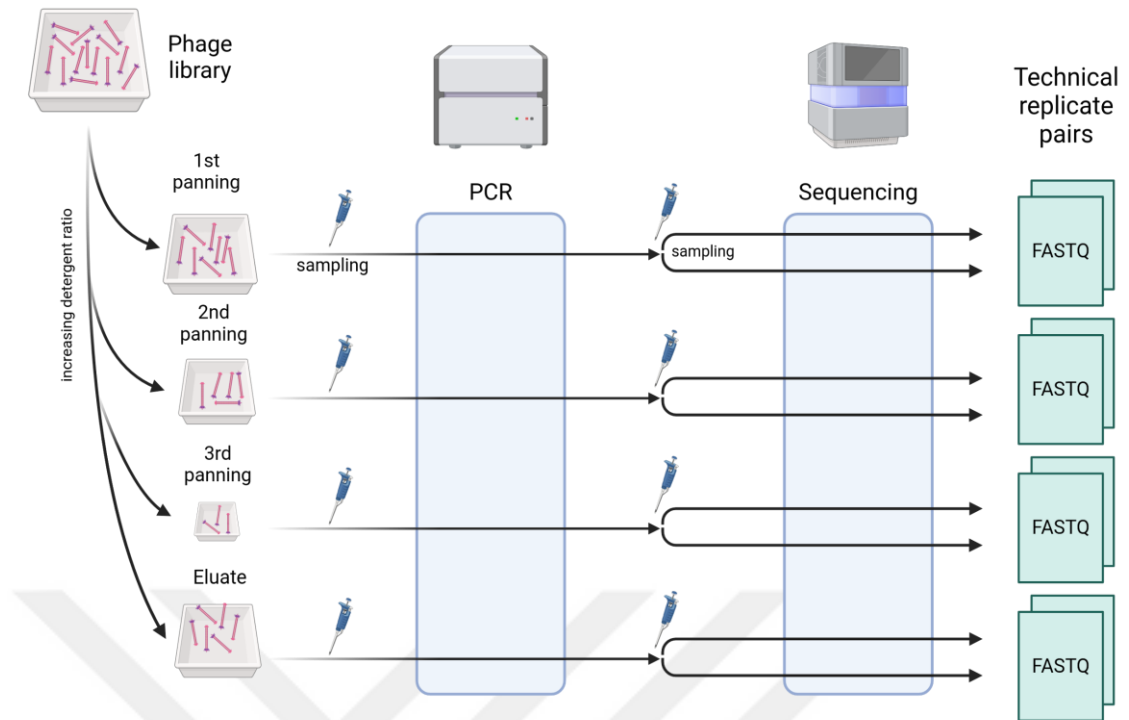 Phage
library
Technical
replicate
pairs
increasing detergent ratio
1st
panning
PCR
Sequencing
sampling
sampling
FASTQ
2nd
panning
FASTQ
3rd
panning
FASTQ
Eluate
FASTQ